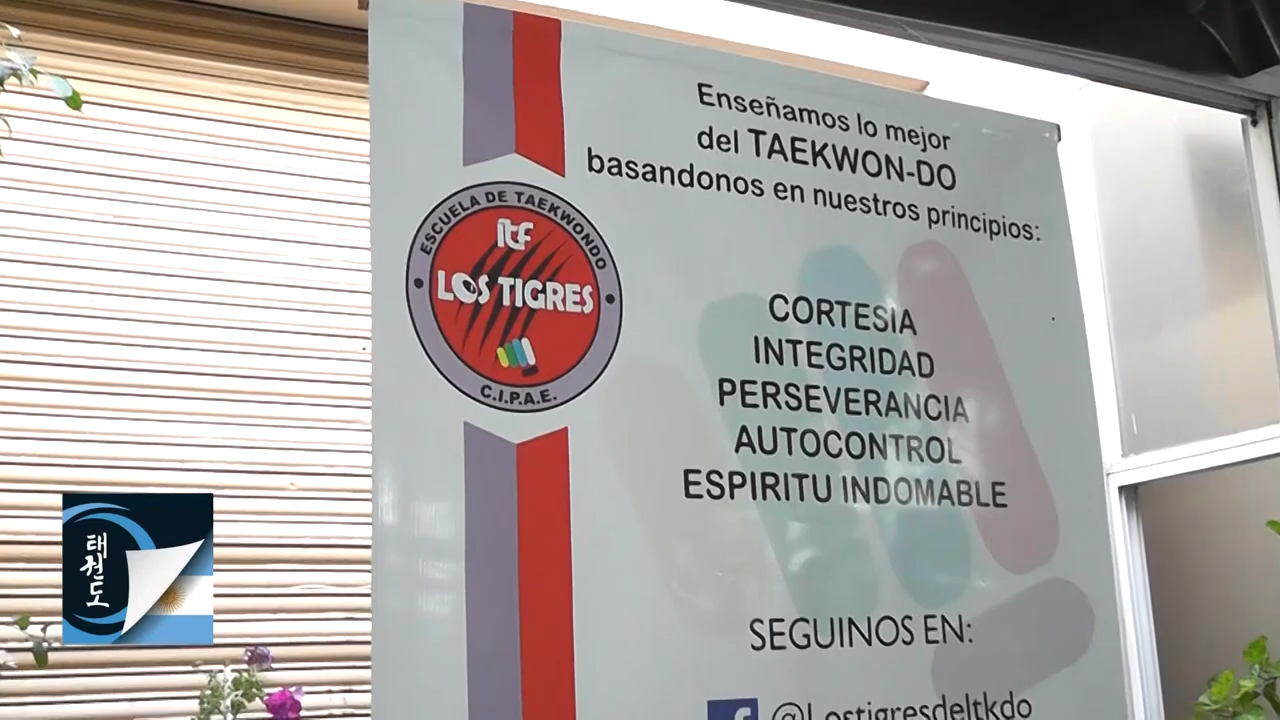 Enseñamos lo mejor
del TAEKWON-DO
basandonos en nuestros principios:
ESCUELA DE TAEKWONDO
itf
LOS TIGRES
C.I.P.A.E.
CORTESIA
INTEGRIDAD
PERSEVERANCIA
AUTOCONTROL
ESPIRITU INDOMABLE
SEGUINOS EN:
f @Lostigresdeltkdo
태권도